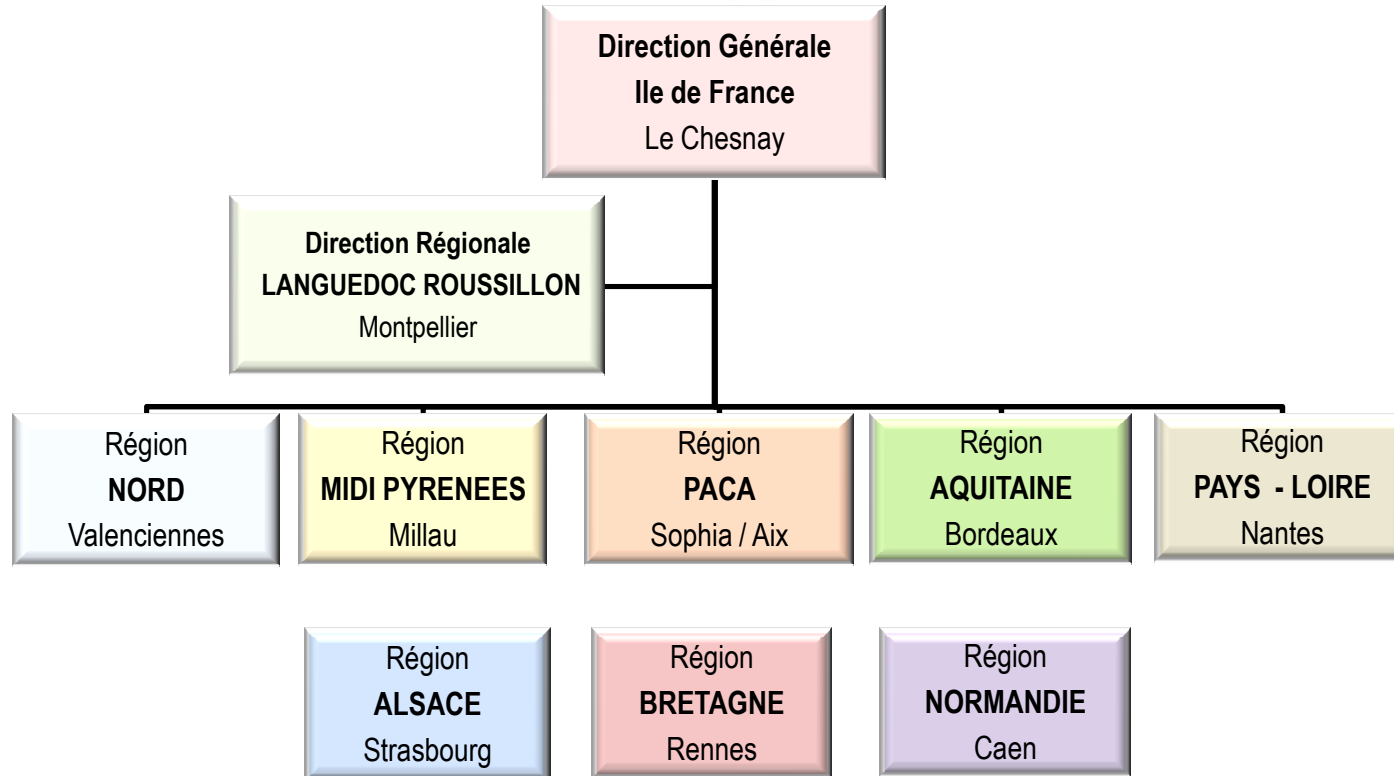 Direction Générale
Ile de France
Le Chesnay
Direction Régionale
LANGUEDOC ROUSSILLON
Montpellier
Région
NORD
Valenciennes
Région
MIDI PYRENEES
Millau
Région
PACA
Sophia / Aix
Région
AQUITAINE
Bordeaux
Région
PAYS - LOIRE
Nantes
Région
ALSACE
Strasbourg
Région
BRETAGNE
Rennes
Région
NORMANDIE
Caen